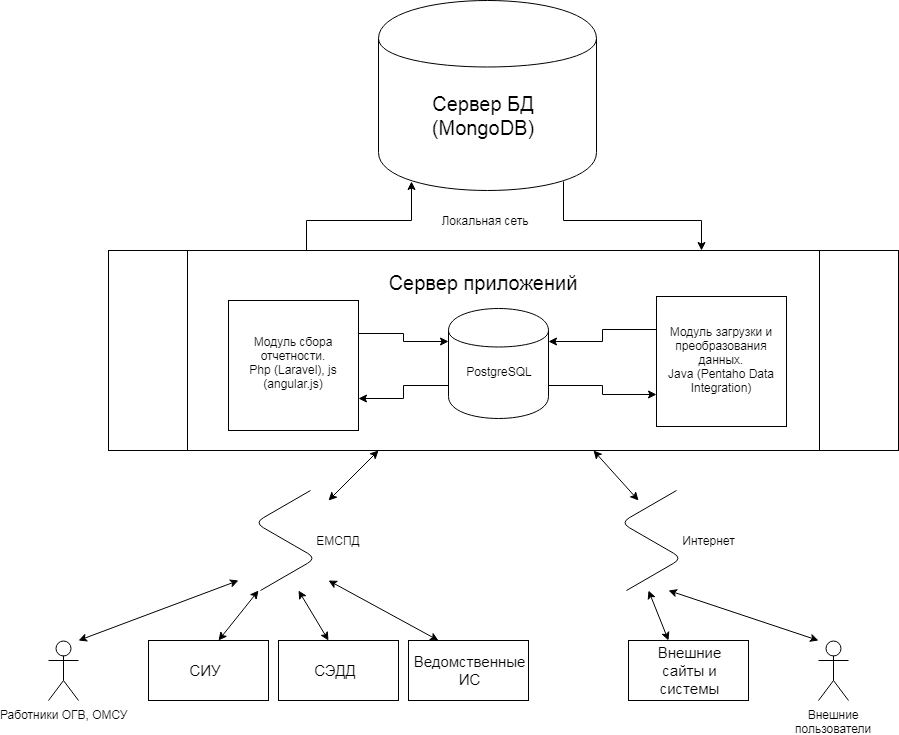 Сервер БД
(MongoDB)
Локальная сеть
Сервер приложений
Модуль сбора
отчетности.
Php (Laravel), js
(angular.js)
PostgreSQL
Модуль загрузки и
преобразования
данных.
Java (Pentaho Data
Integration)
ЕМСПД
Интернет
Работники ОГВ, ОМСУ
СИУ
СЭДД
Ведомственные
ИС
Внешние
сайты и
системы
Внешние
пользователи